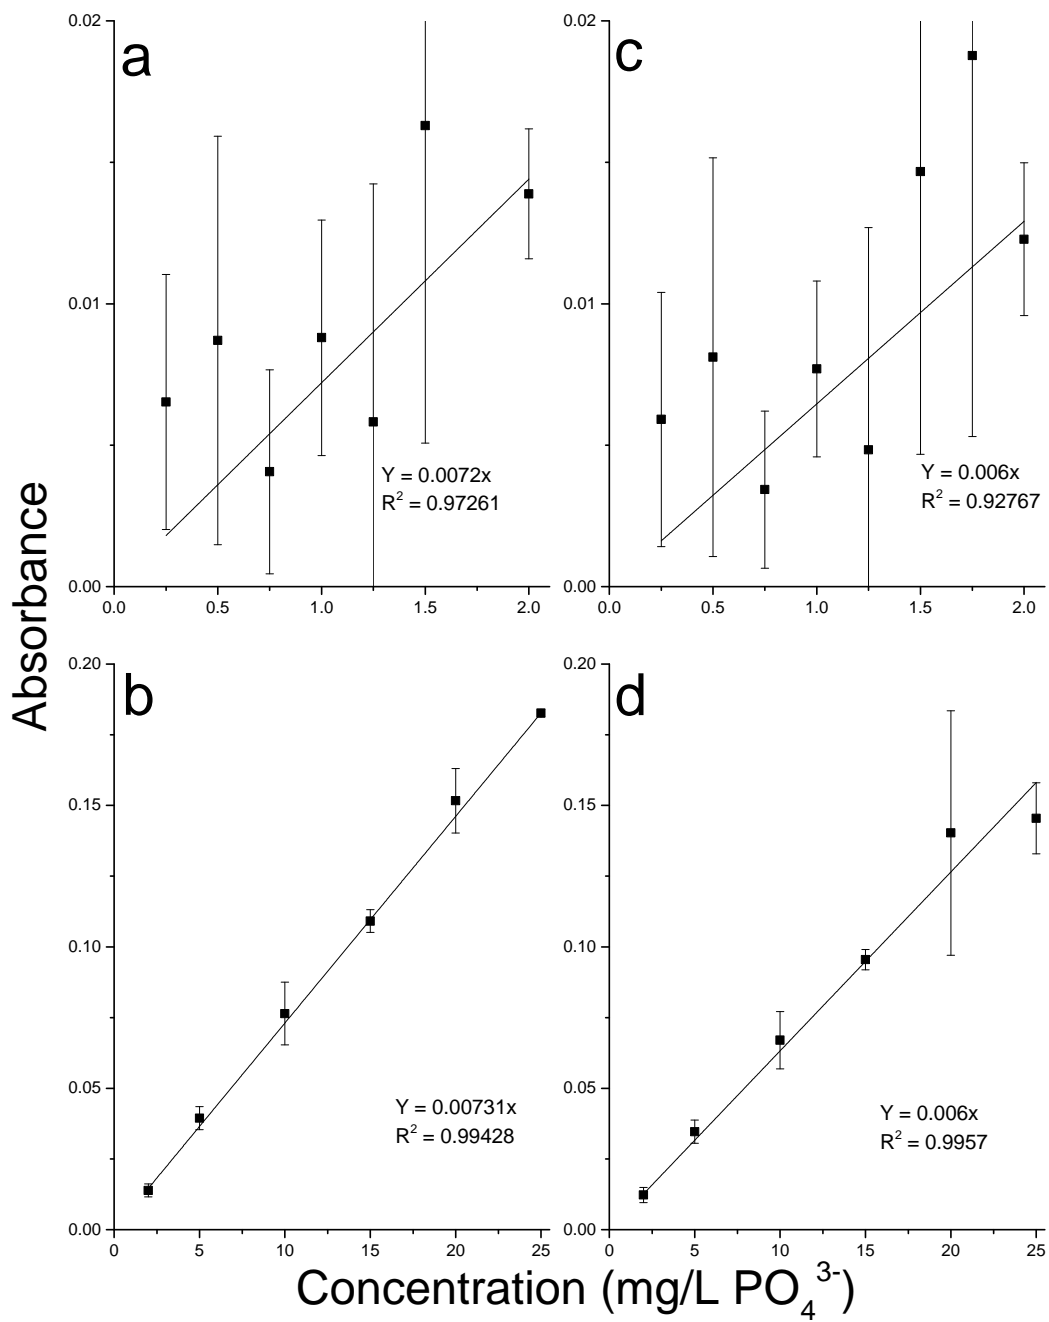 Absorbance
a
0.02
0.01
0.00
0.0 0.5 1.0 1.5 2.0
Y = 0.0072x
R² = 0.97261
c
0.02
0.01
0.00
0.0 0.5 1.0 1.5 2.0
Y = 0.006x
R² = 0.92767
b
0.20
0.15
0.10
0.05
0.00
0 5 10 15 20 25
Y = 0.00731x
R² = 0.99428
d
0.20
0.15
0.10
0.05
0.00
0 5 10 15 20 25
Y = 0.006x
R² = 0.9957
Concentration (mg/L PO₄³⁻)